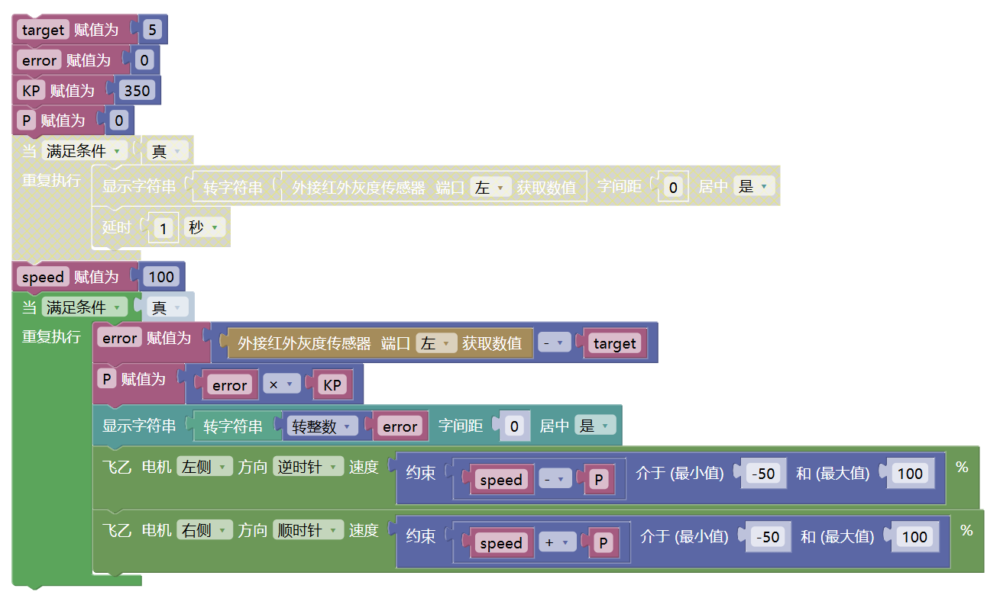 target 赋值为 5
error 赋值为 0
KP 赋值为 350
P 赋值为 0
当 满足条件 真
重复执行 显示字符串 转字符串 外接红外灰度传感器 端口 左 获取数值 字间距 0 居中 是
延时 1 秒
speed 赋值为 100
当 满足条件 真
重复执行 error 赋值为 外接红外灰度传感器 端口 左 获取数值 - target
P 赋值为 error × KP
显示字符串 转字符串 转整数 error 字间距 0 居中 是
飞乙 电机 左侧 方向 逆时针 速度 约束 speed - P 介于 (最小值) -50 和 (最大值) 100 %
飞乙 电机 右侧 方向 顺时针 速度 约束 speed + P 介于 (最小值) -50 和 (最大值) 100 %